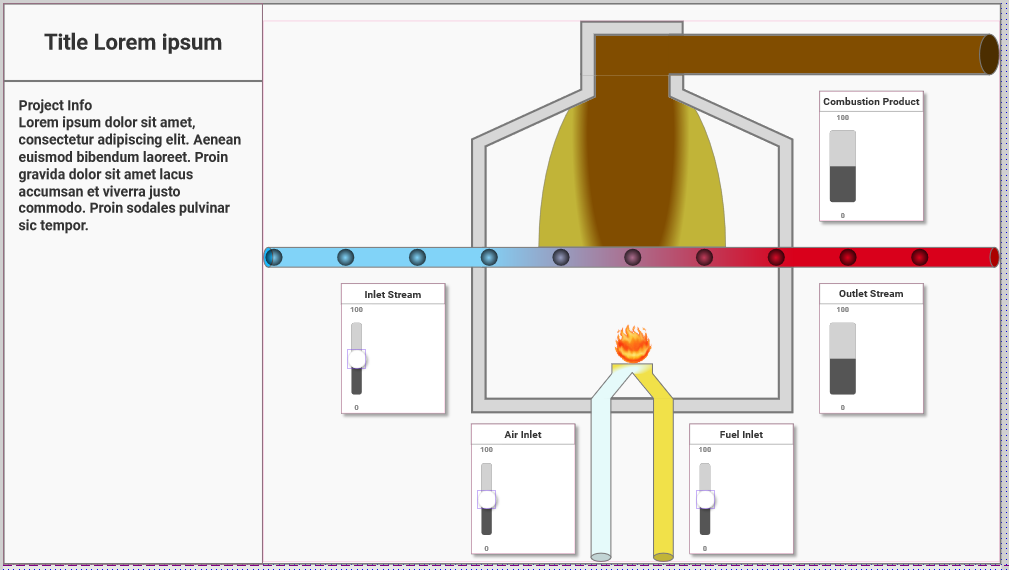 Title Lorem ipsum
Project Info
Lorem ipsum dolor sit amet,
consectetur adipiscing elit. Aenean
euismod bibendum laoreet. Proin
gravida dolor sit amet lacus
accumsan et viverra justo
commodo. Proin sodales pulvinar
sic tempor.
Combustion Product
100
0
Inlet Stream
100
0
Outlet Stream
100
0
Air Inlet
100
0
Fuel Inlet
100
0